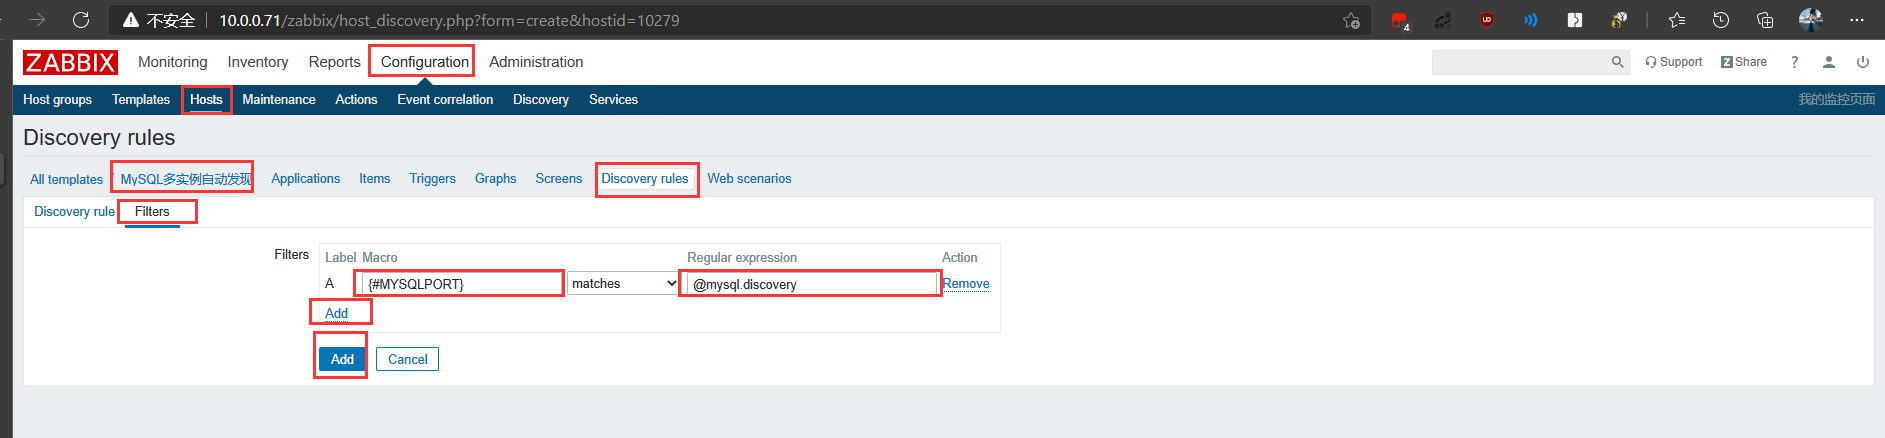 不安全 10.0.0.71/zabbix/host_discovery.php?form=create&hostid=10279
4
ZABBIX Monitoring Inventory Reports Configuration Administration Support Z Share ?
Host groups Templates Hosts Maintenance Actions Event correlation Discovery Services 我的监控页面
Discovery rules
All templates / MySQL多实例自动发现 Applications Items Triggers Graphs Screens Discovery rules Web scenarios
Discovery rule Filters
Filters Label Macro Regular expression Action
A {#MYSQLPORT} matches @mysql.discovery Remove
Add
Add Cancel